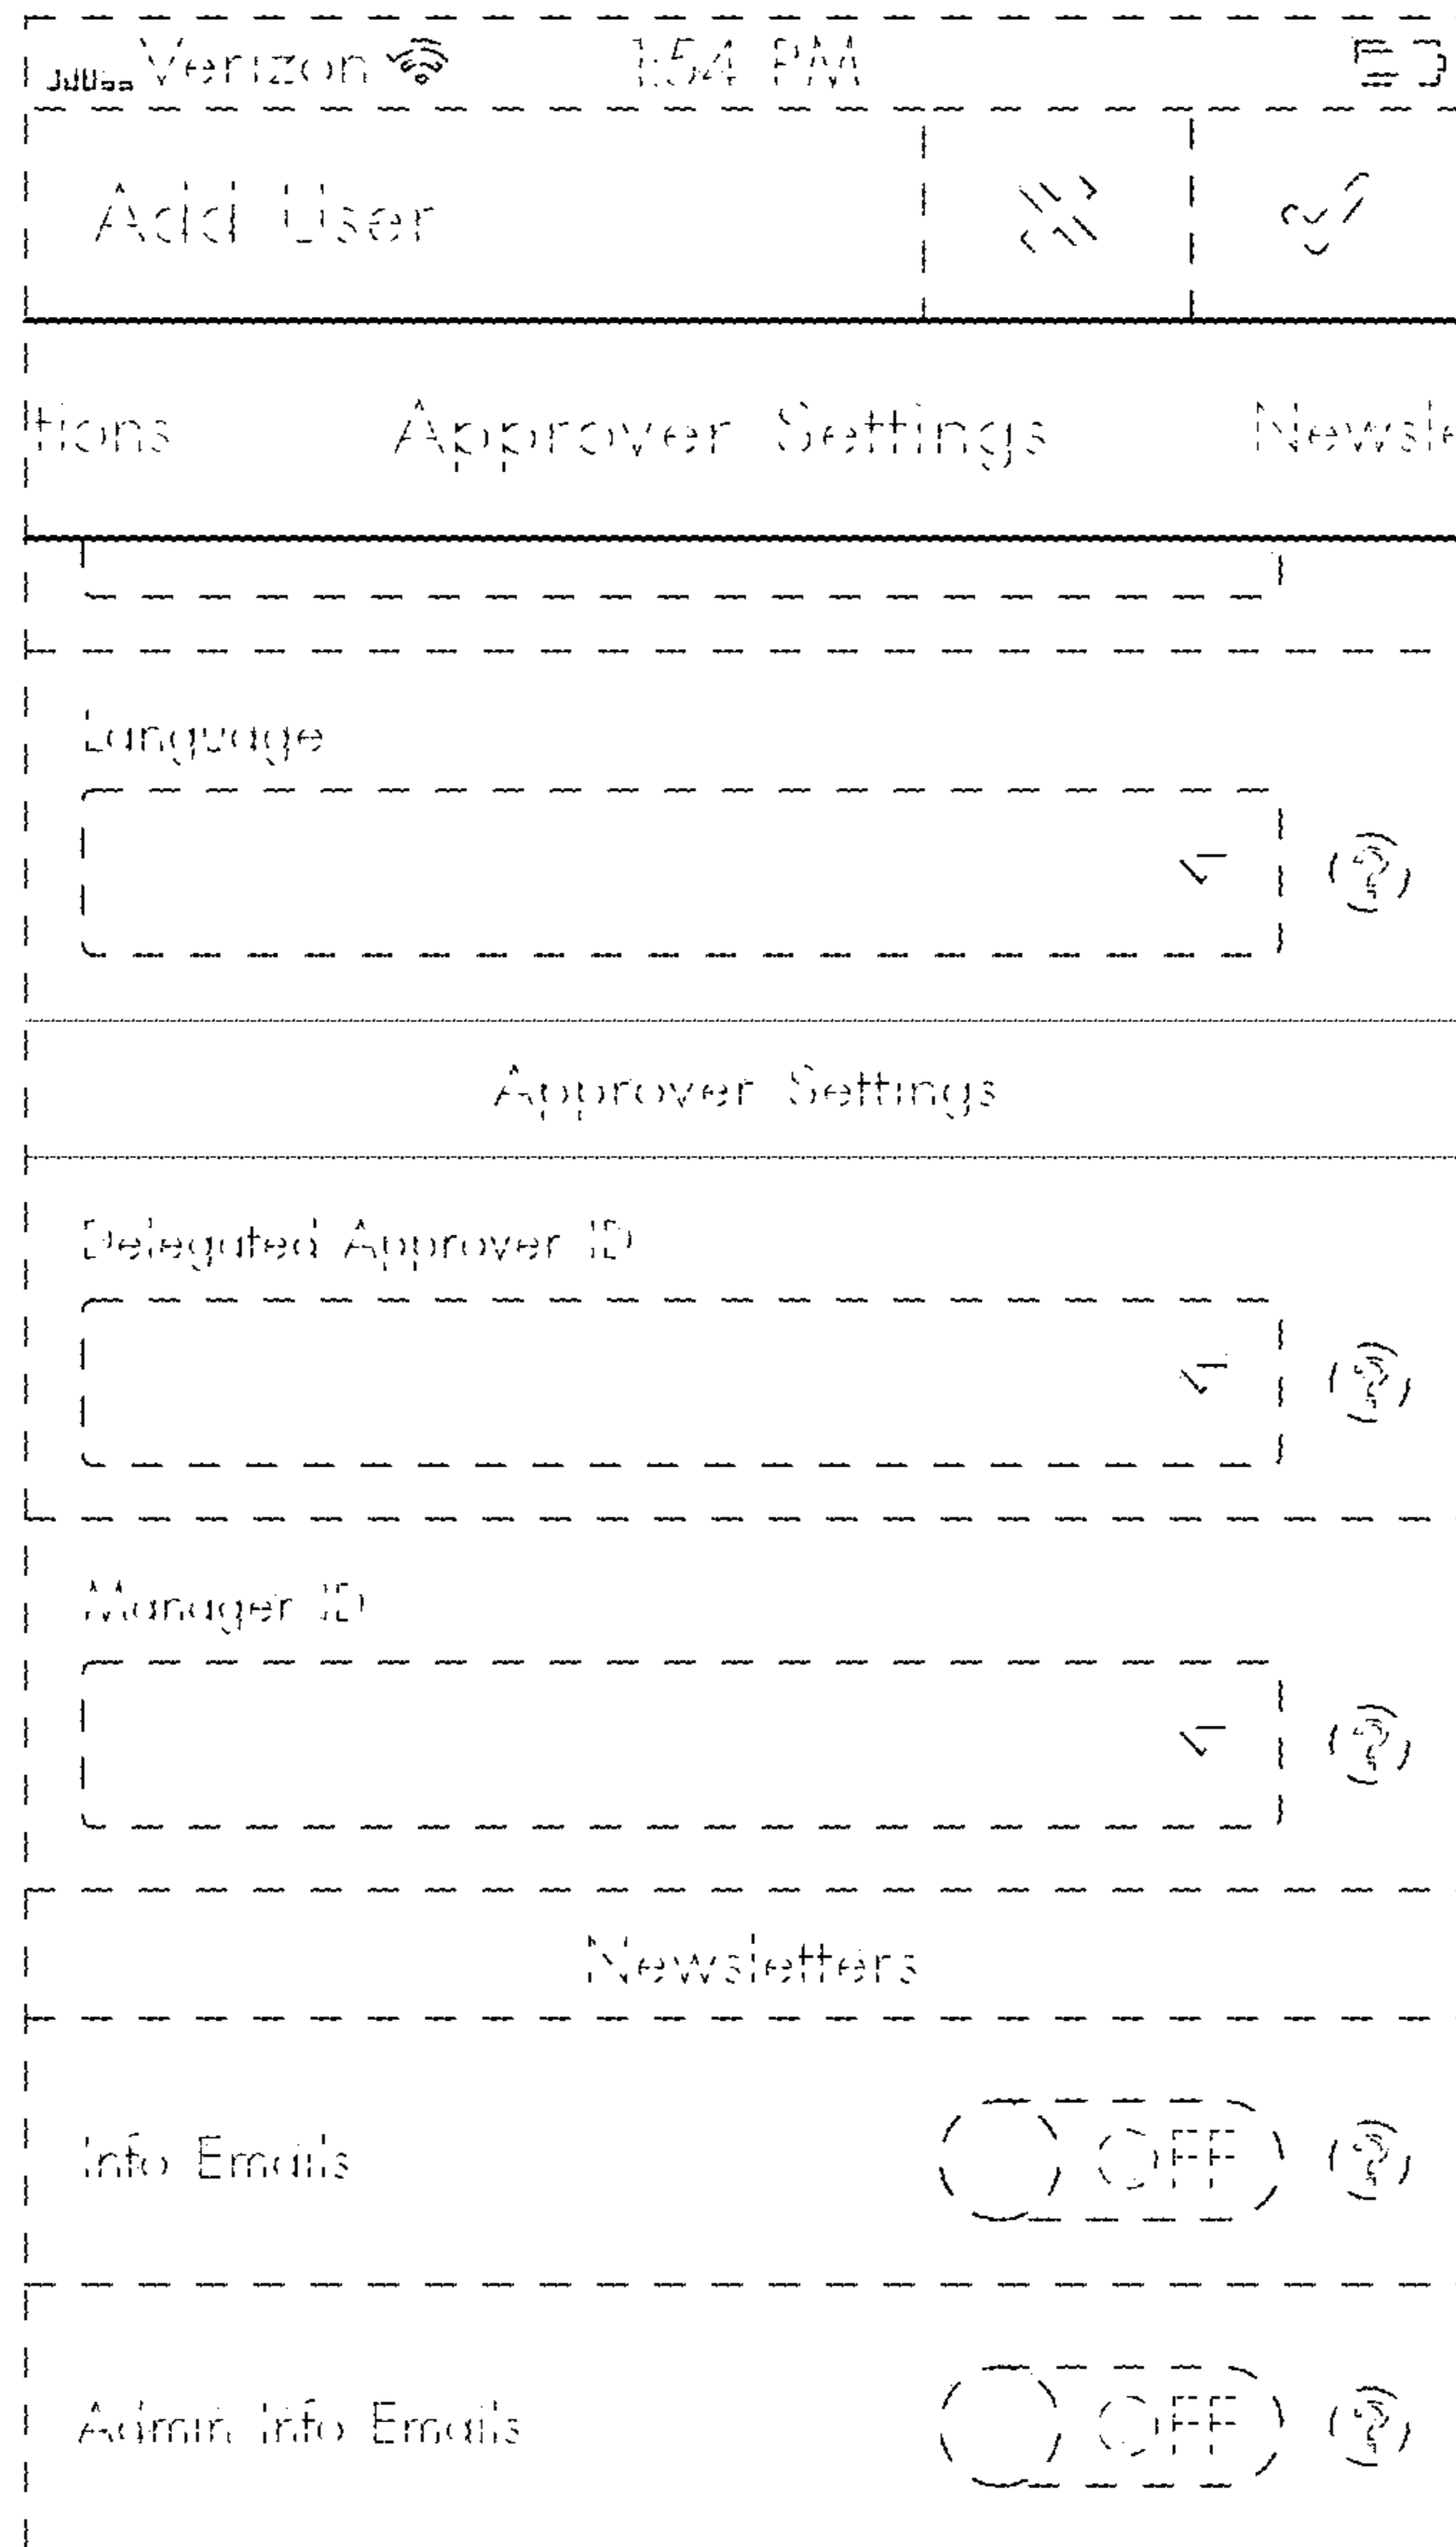 Verizon 1:54 PM
Add User
tions Approver Settings Newsle
Language
Approver Settings
Delegated Approver ID
Manager ID
Newsletters
Info Emails OFF
Admin Info Emails OFF